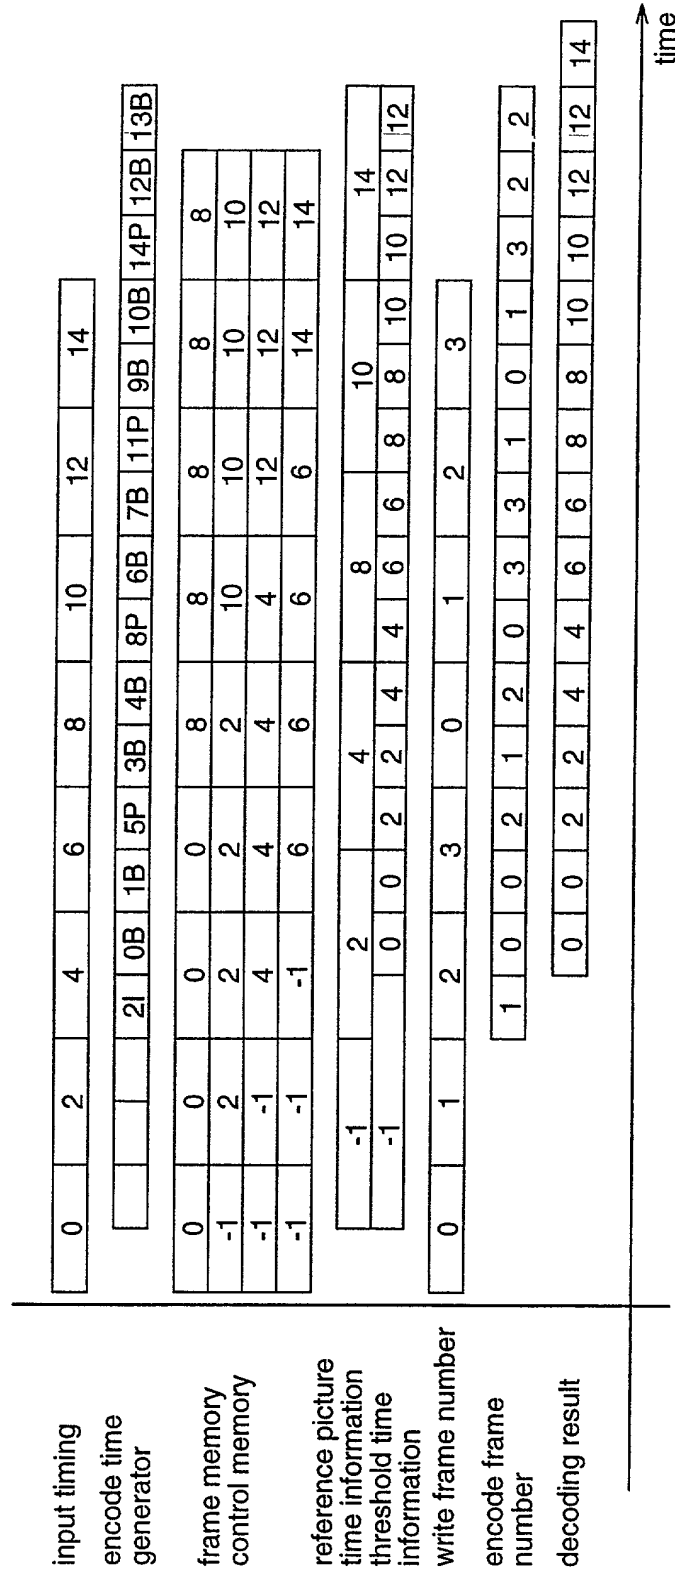 input timing 0 2 4 6 8 10 12 14
encode time
generator 2I 0B 1B 5P 3B 4B 8P 6B 7B 11P 9B 10B 14P 12B 13B
frame memory
control memory
0 0 0 0 8 8 8 8 8
-1 2 2 2 2 10 10 10 10
-1 -1 4 4 4 4 12 12 12
-1 -1 -1 6 6 6 6 14 14
reference picture
time information -1 2 4 8 10 14
threshold time
information -1 0 0 2 2 4 4 6 6 8 8 10 10 12 12
write frame number 0 1 2 3 0 1 2 3
encode frame
number 1 0 0 2 1 2 0 3 3 1 0 1 3 2 2
decoding result 0 0 2 2 4 4 6 6 8 8 10 10 12 12 14
time